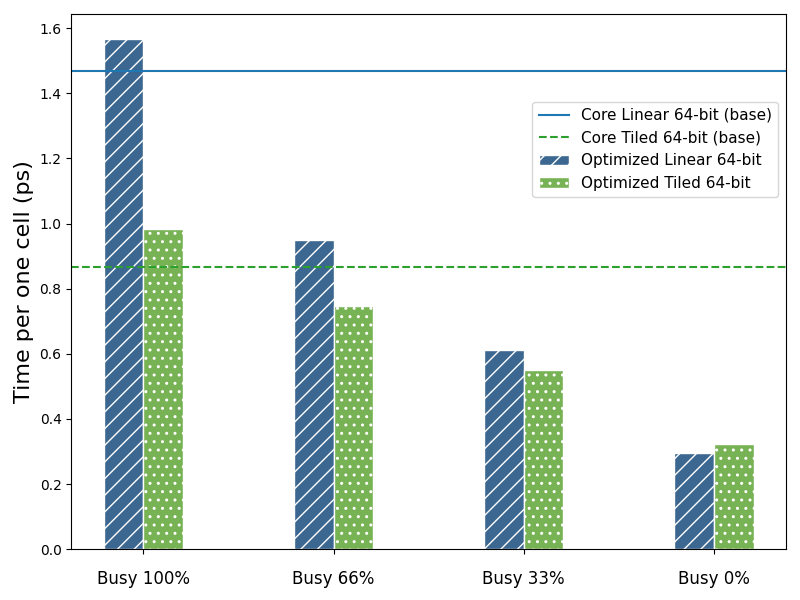 Time per one cell (ps)
1.6
1.4
1.2
1.0
0.8
0.6
0.4
0.2
0.0
Core Linear 64-bit (base)
Core Tiled 64-bit (base)
Optimized Linear 64-bit
Optimized Tiled 64-bit
Busy 100%
Busy 66%
Busy 33%
Busy 0%